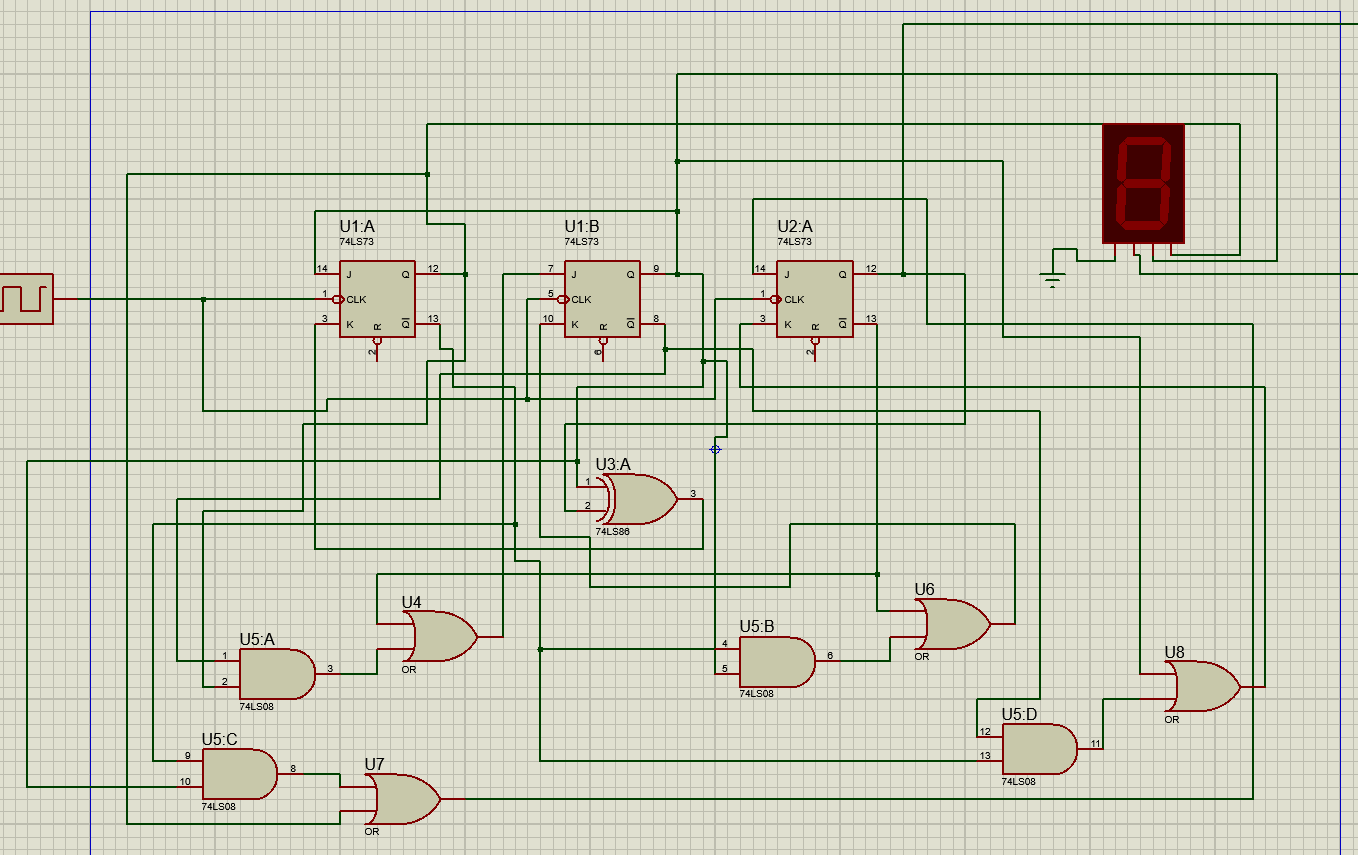 U1:A
74LS73
14 J Q 12
1 CLK
3 K QI 13
R
2
U1:B
74LS73
7 J Q 9
5 CLK
10 K QI 8
R
6
U2:A
74LS73
14 J Q 12
1 CLK
3 K QI 13
R
2
U3:A
1
2
3
74LS86
U4
OR
U6
OR
U5:A
1
2
3
74LS08
U5:B
4
5
6
74LS08
U8
OR
U5:C
9
10
8
74LS08
U7
OR
U5:D
12
13
11
74LS08